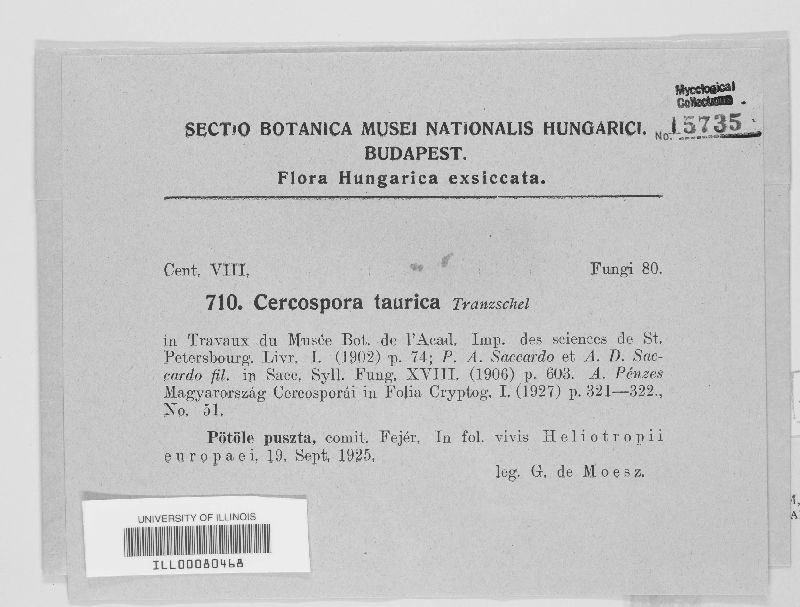 Mycological
Collections
No. 15735
SECTIO BOTANICA MUSEI NATIONALIS HUNGARICI.
BUDAPEST.
Flora Hungarica exsiccata.
Cent. VIII. Fungi 80.
710. Cercospora taurica Tranzschel
in Travaux du Musée Bot. de l'Acad. Imp. des sciences de St.
Petersbourg. Livr. I. (1902) p. 74; P. A. Saccardo et A. D. Sac-
cardo fil. in Sacc. Syll. Fung. XVIII. (1906) p. 603. A. Pénzes
Magyarország Cercosporái in Folia Cryptog. I. (1927) p. 321—322.,
No. 51.
Pötöle puszta, comit. Fejér. In fol. vivis Heliotropii
europaei. 19. Sept. 1925.
leg. G. de Moesz.
UNIVERSITY OF ILLINOIS
ILL00080468